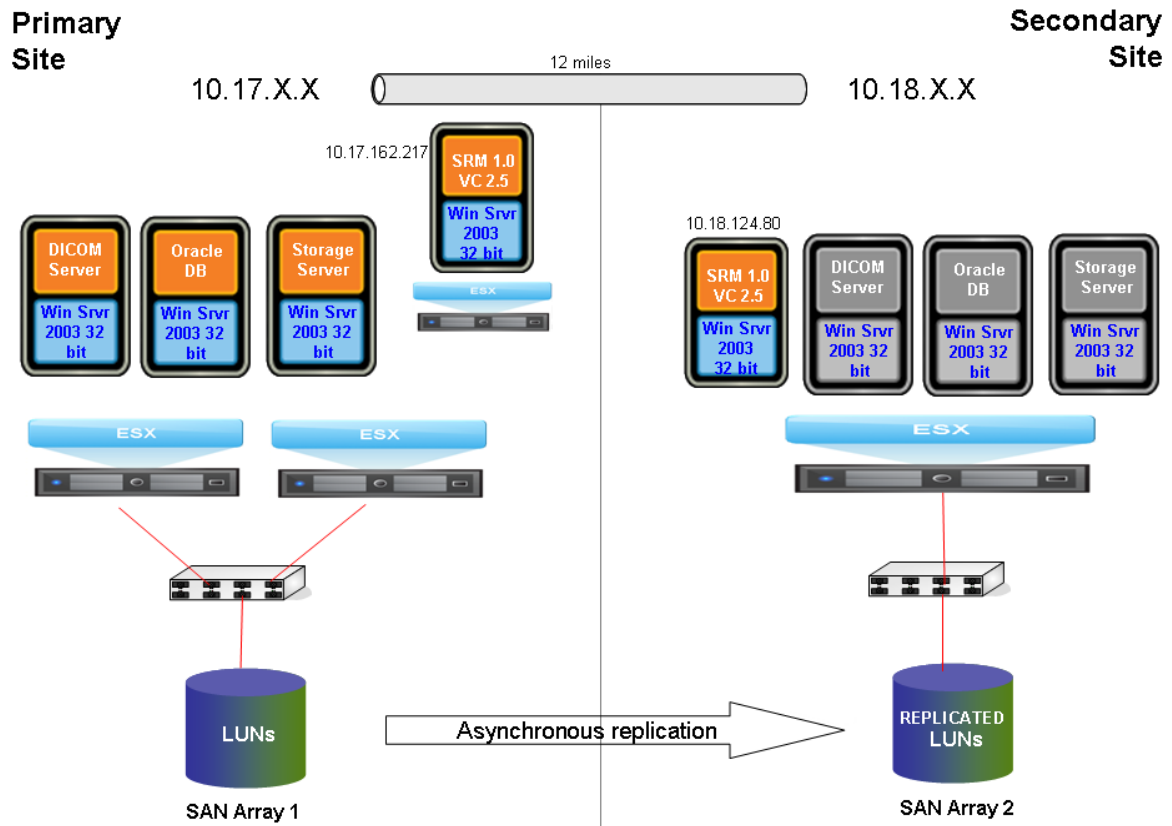 Primary
Site
Secondary
Site
12 miles
10.17.X.X
10.18.X.X
10.17.162.217
SRM 1.0
VC 2.5
Win Srvr
2003
32 bit
ESX
DICOM
Server
Win Srvr
2003 32
bit
Oracle
DB
Win Srvr
2003 32
bit
Storage
Server
Win Srvr
2003 32
bit
10.18.124.80
SRM 1.0
VC 2.5
Win Srvr
2003
32 bit
DICOM
Server
Win Srvr
2003 32
bit
Oracle
DB
Win Srvr
2003 32
bit
Storage
Server
Win Srvr
2003 32
bit
ESX
ESX
ESX
LUNs
Asynchronous replication
REPLICATED
LUNs
SAN Array 1
SAN Array 2